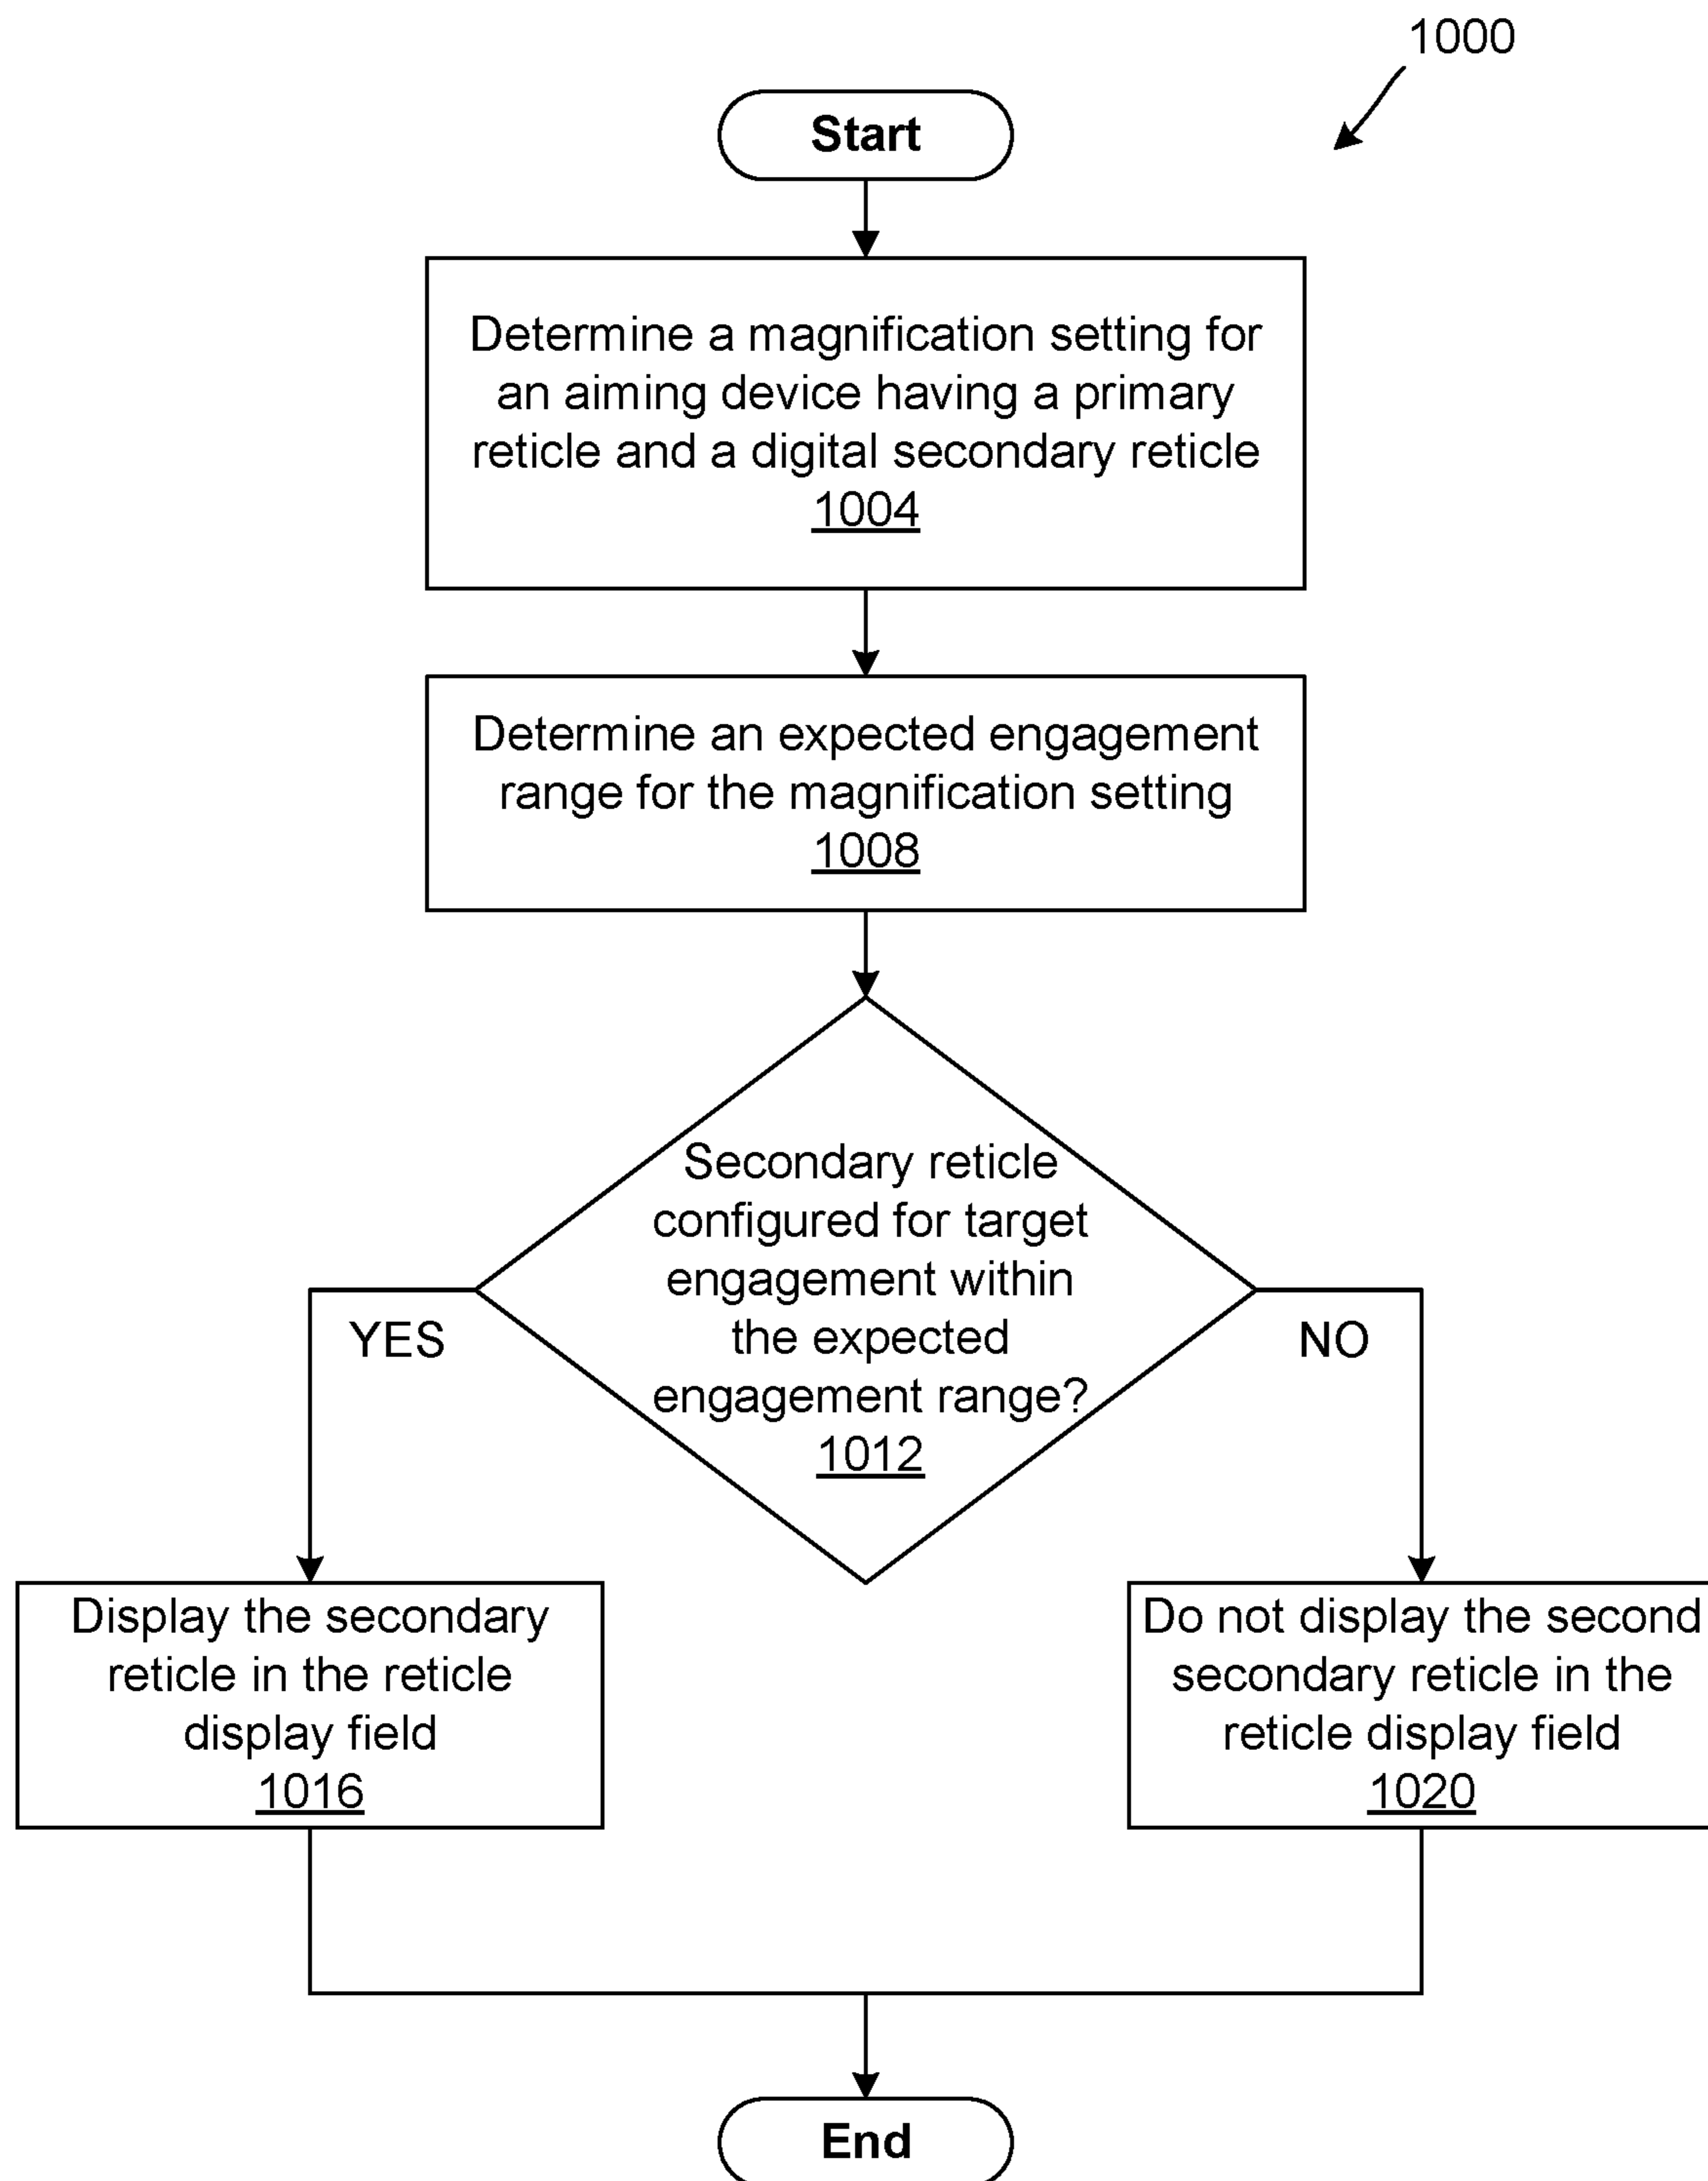 1000
Start
Determine a magnification setting for
an aiming device having a primary
reticle and a digital secondary reticle
1004
Determine an expected engagement
range for the magnification setting
1008
Secondary reticle
configured for target
engagement within
the expected
engagement range?
1012
YES
NO
Display the secondary
reticle in the reticle
display field
1016
Do not display the second
secondary reticle in the
reticle display field
1020
End